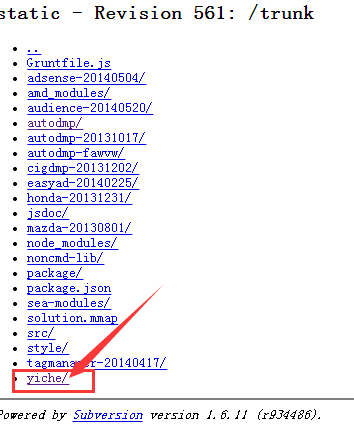 static - Revision 561: /trunk
..
Gruntfile.js
adsense-20140504/
amd_modules/
audience-20140520/
autodmp/
autodmp-20131017/
autodmp-fawvw/
cigdmp-20131202/
easyad-20140225/
honda-20131231/
jsdoc/
mazda-20130801/
node_modules/
noncmd-lib/
package/
package.json
sea-modules/
solution.mmap
src/
style/
tagmanager-20140417/
yiche/
Powered by Subversion version 1.6.11 (r934486).